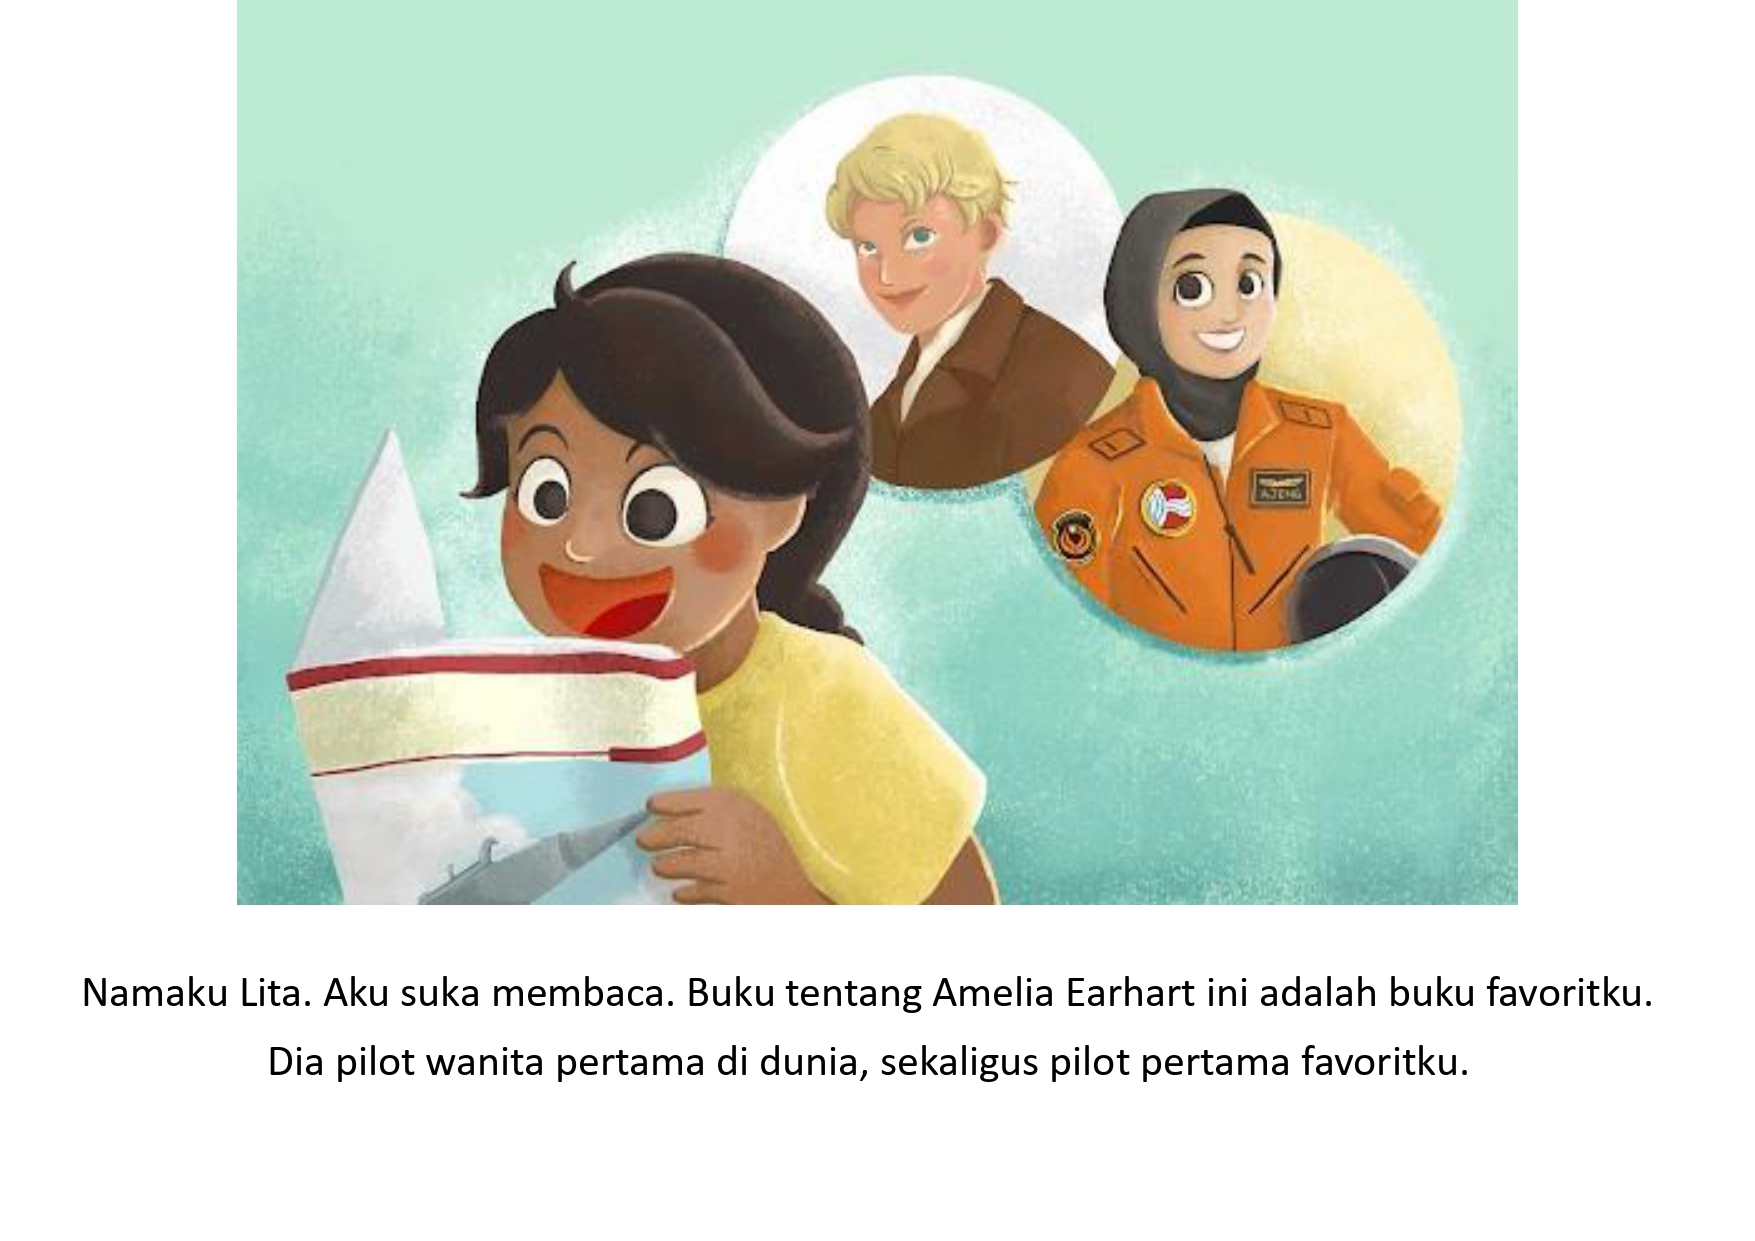 AJENG
Namaku Lita. Aku suka membaca. Buku tentang Amelia Earhart ini adalah buku favoritku.
Dia pilot wanita pertama di dunia, sekaligus pilot pertama favoritku.